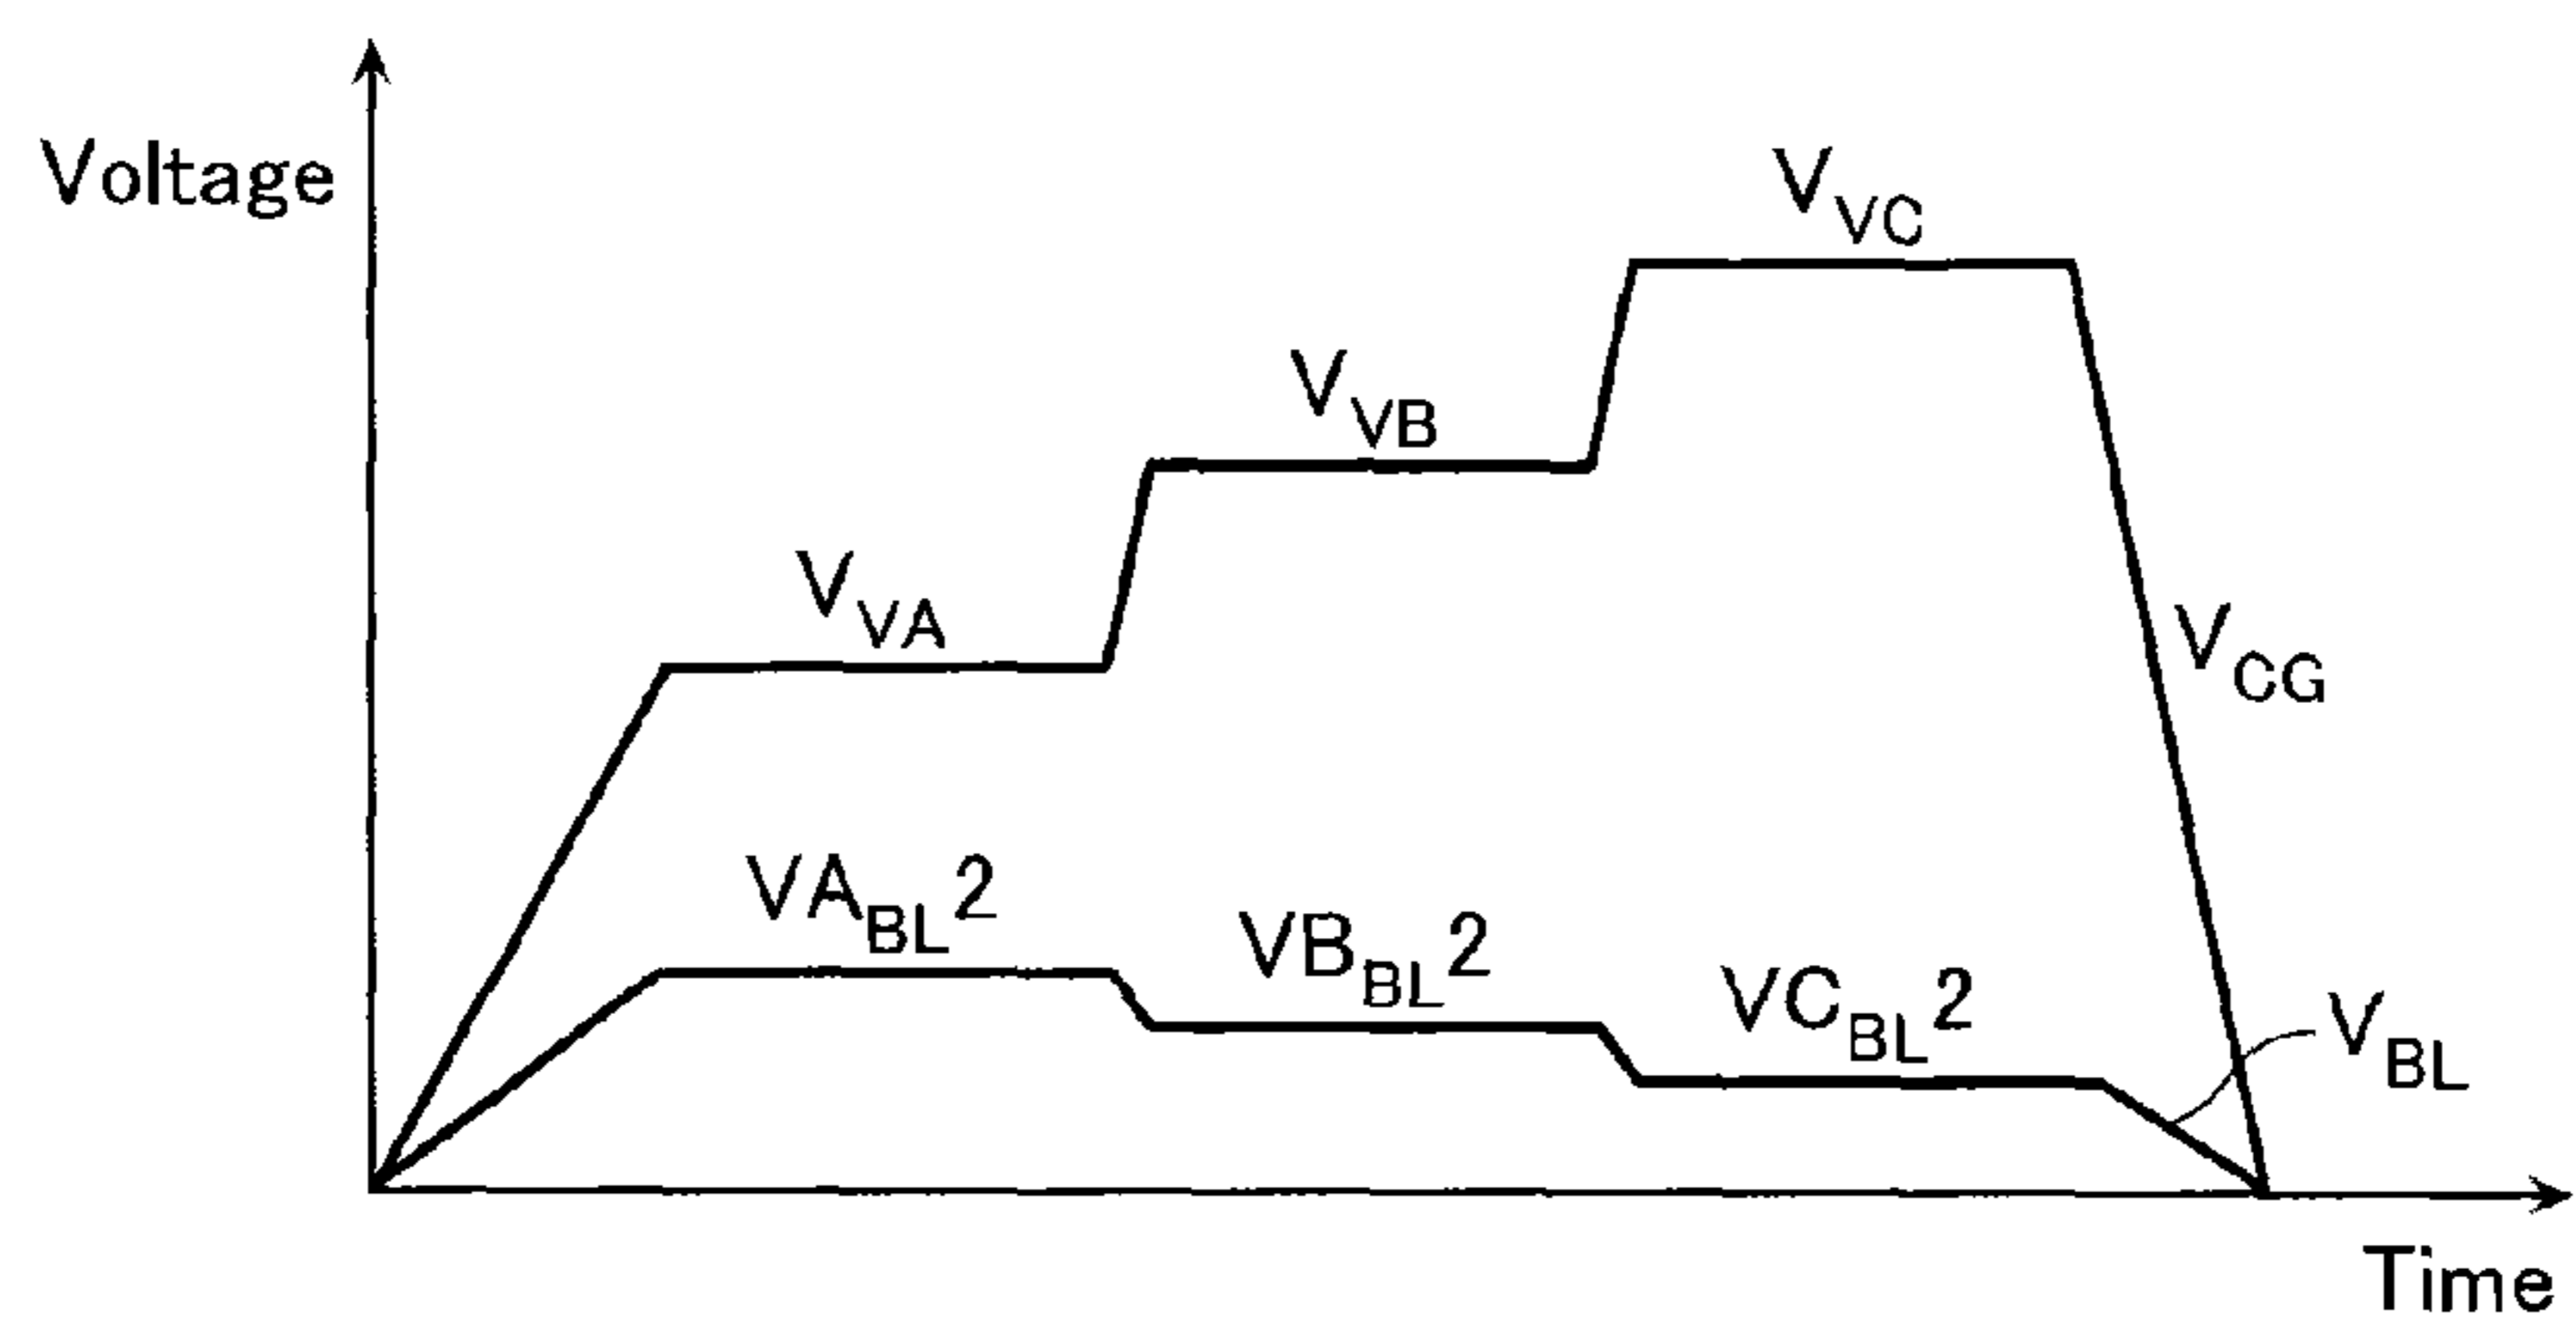 Voltage
V_VC
V_VB
V_VA
V_CG
VA_BL2
VB_BL2
VC_BL2
V_BL
Time